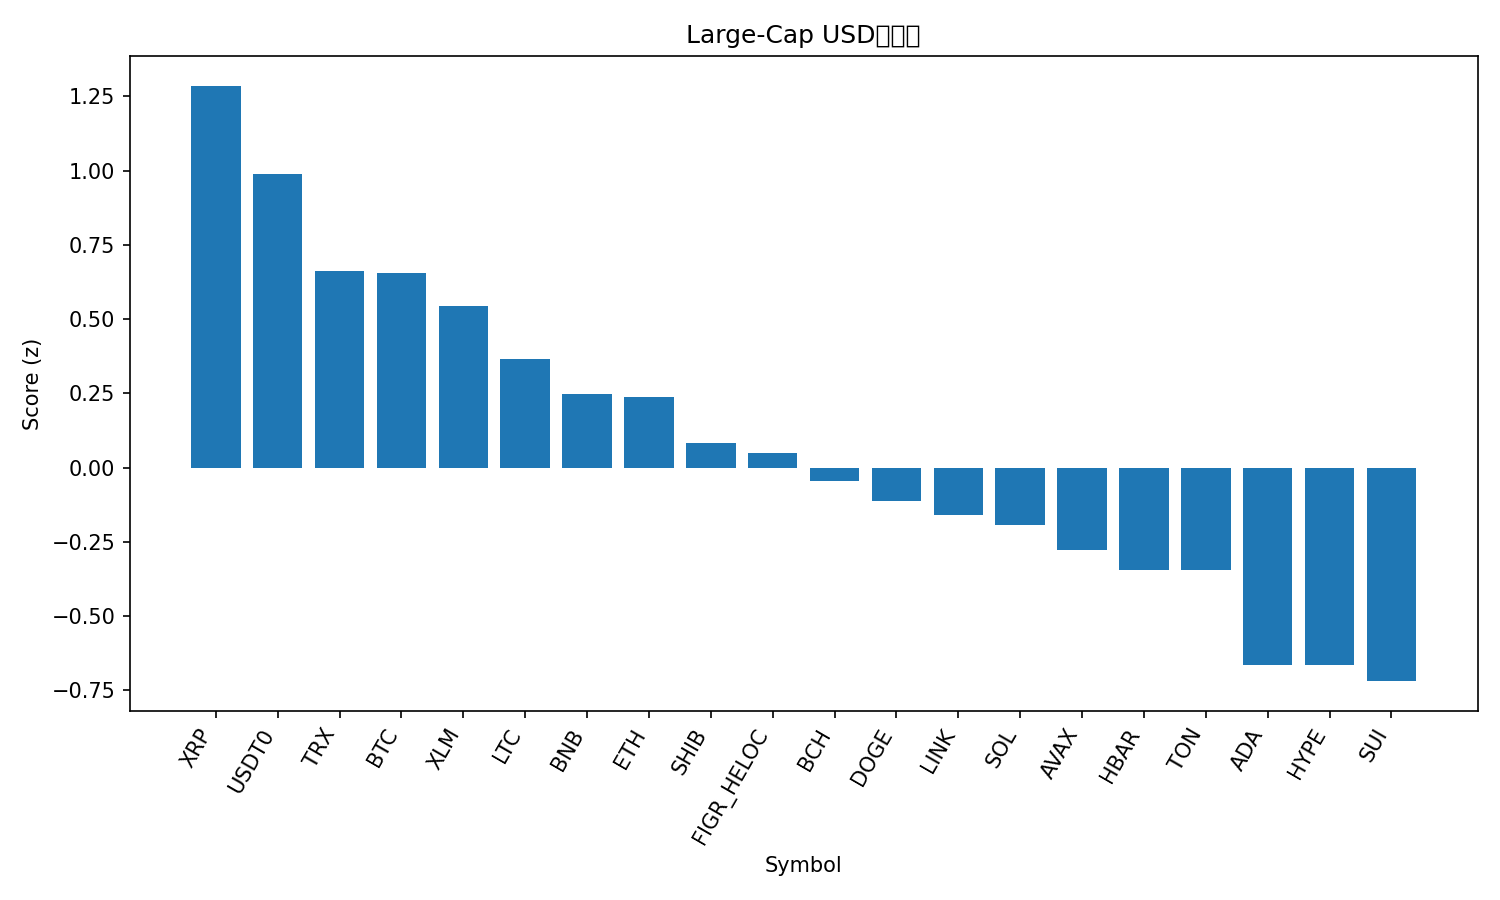 Large-Cap USD
Score (z)
1.25
1.00
0.75
0.50
0.25
0.00
−0.25
−0.50
−0.75
XRP
USDT0
TRX
BTC
XLM
LTC
BNB
ETH
SHIB
FIGR_HELOC
BCH
DOGE
LINK
SOL
AVAX
HBAR
TON
ADA
HYPE
SUI
Symbol